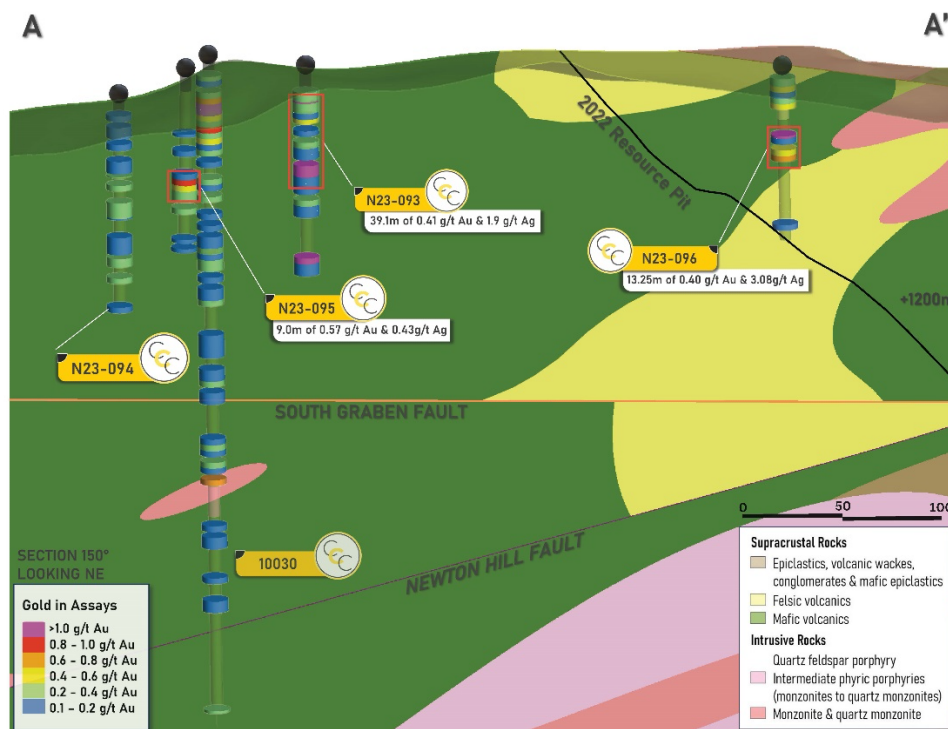 A
A'
2022 Resource Pit
N23-093
39.1m of 0.41 g/t Au & 1.9 g/t Ag
N23-096
13.25m of 0.40 g/t Au & 3.08g/t Ag
+1200m
N23-095
9.0m of 0.57 g/t Au & 0.43g/t Ag
N23-094
SOUTH GRABEN FAULT
NEWTON HILL FAULT
10030
SECTION 150°
LOOKING NE
Gold in Assays
>1.0 g/t Au
0.8 - 1.0 g/t Au
0.6 - 0.8 g/t Au
0.4 - 0.6 g/t Au
0.2 - 0.4 g/t Au
0.1 - 0.2 g/t Au
0 50 100
Supracrustal Rocks
Epiclastics, volcanic wackes,
conglomerates & mafic epiclastics
Felsic volcanics
Mafic volcanics
Intrusive Rocks
Quartz feldspar porphyry
Intermediate phyric porphyries
(monzonites to quartz monzonites)
Monzonite & quartz monzonite